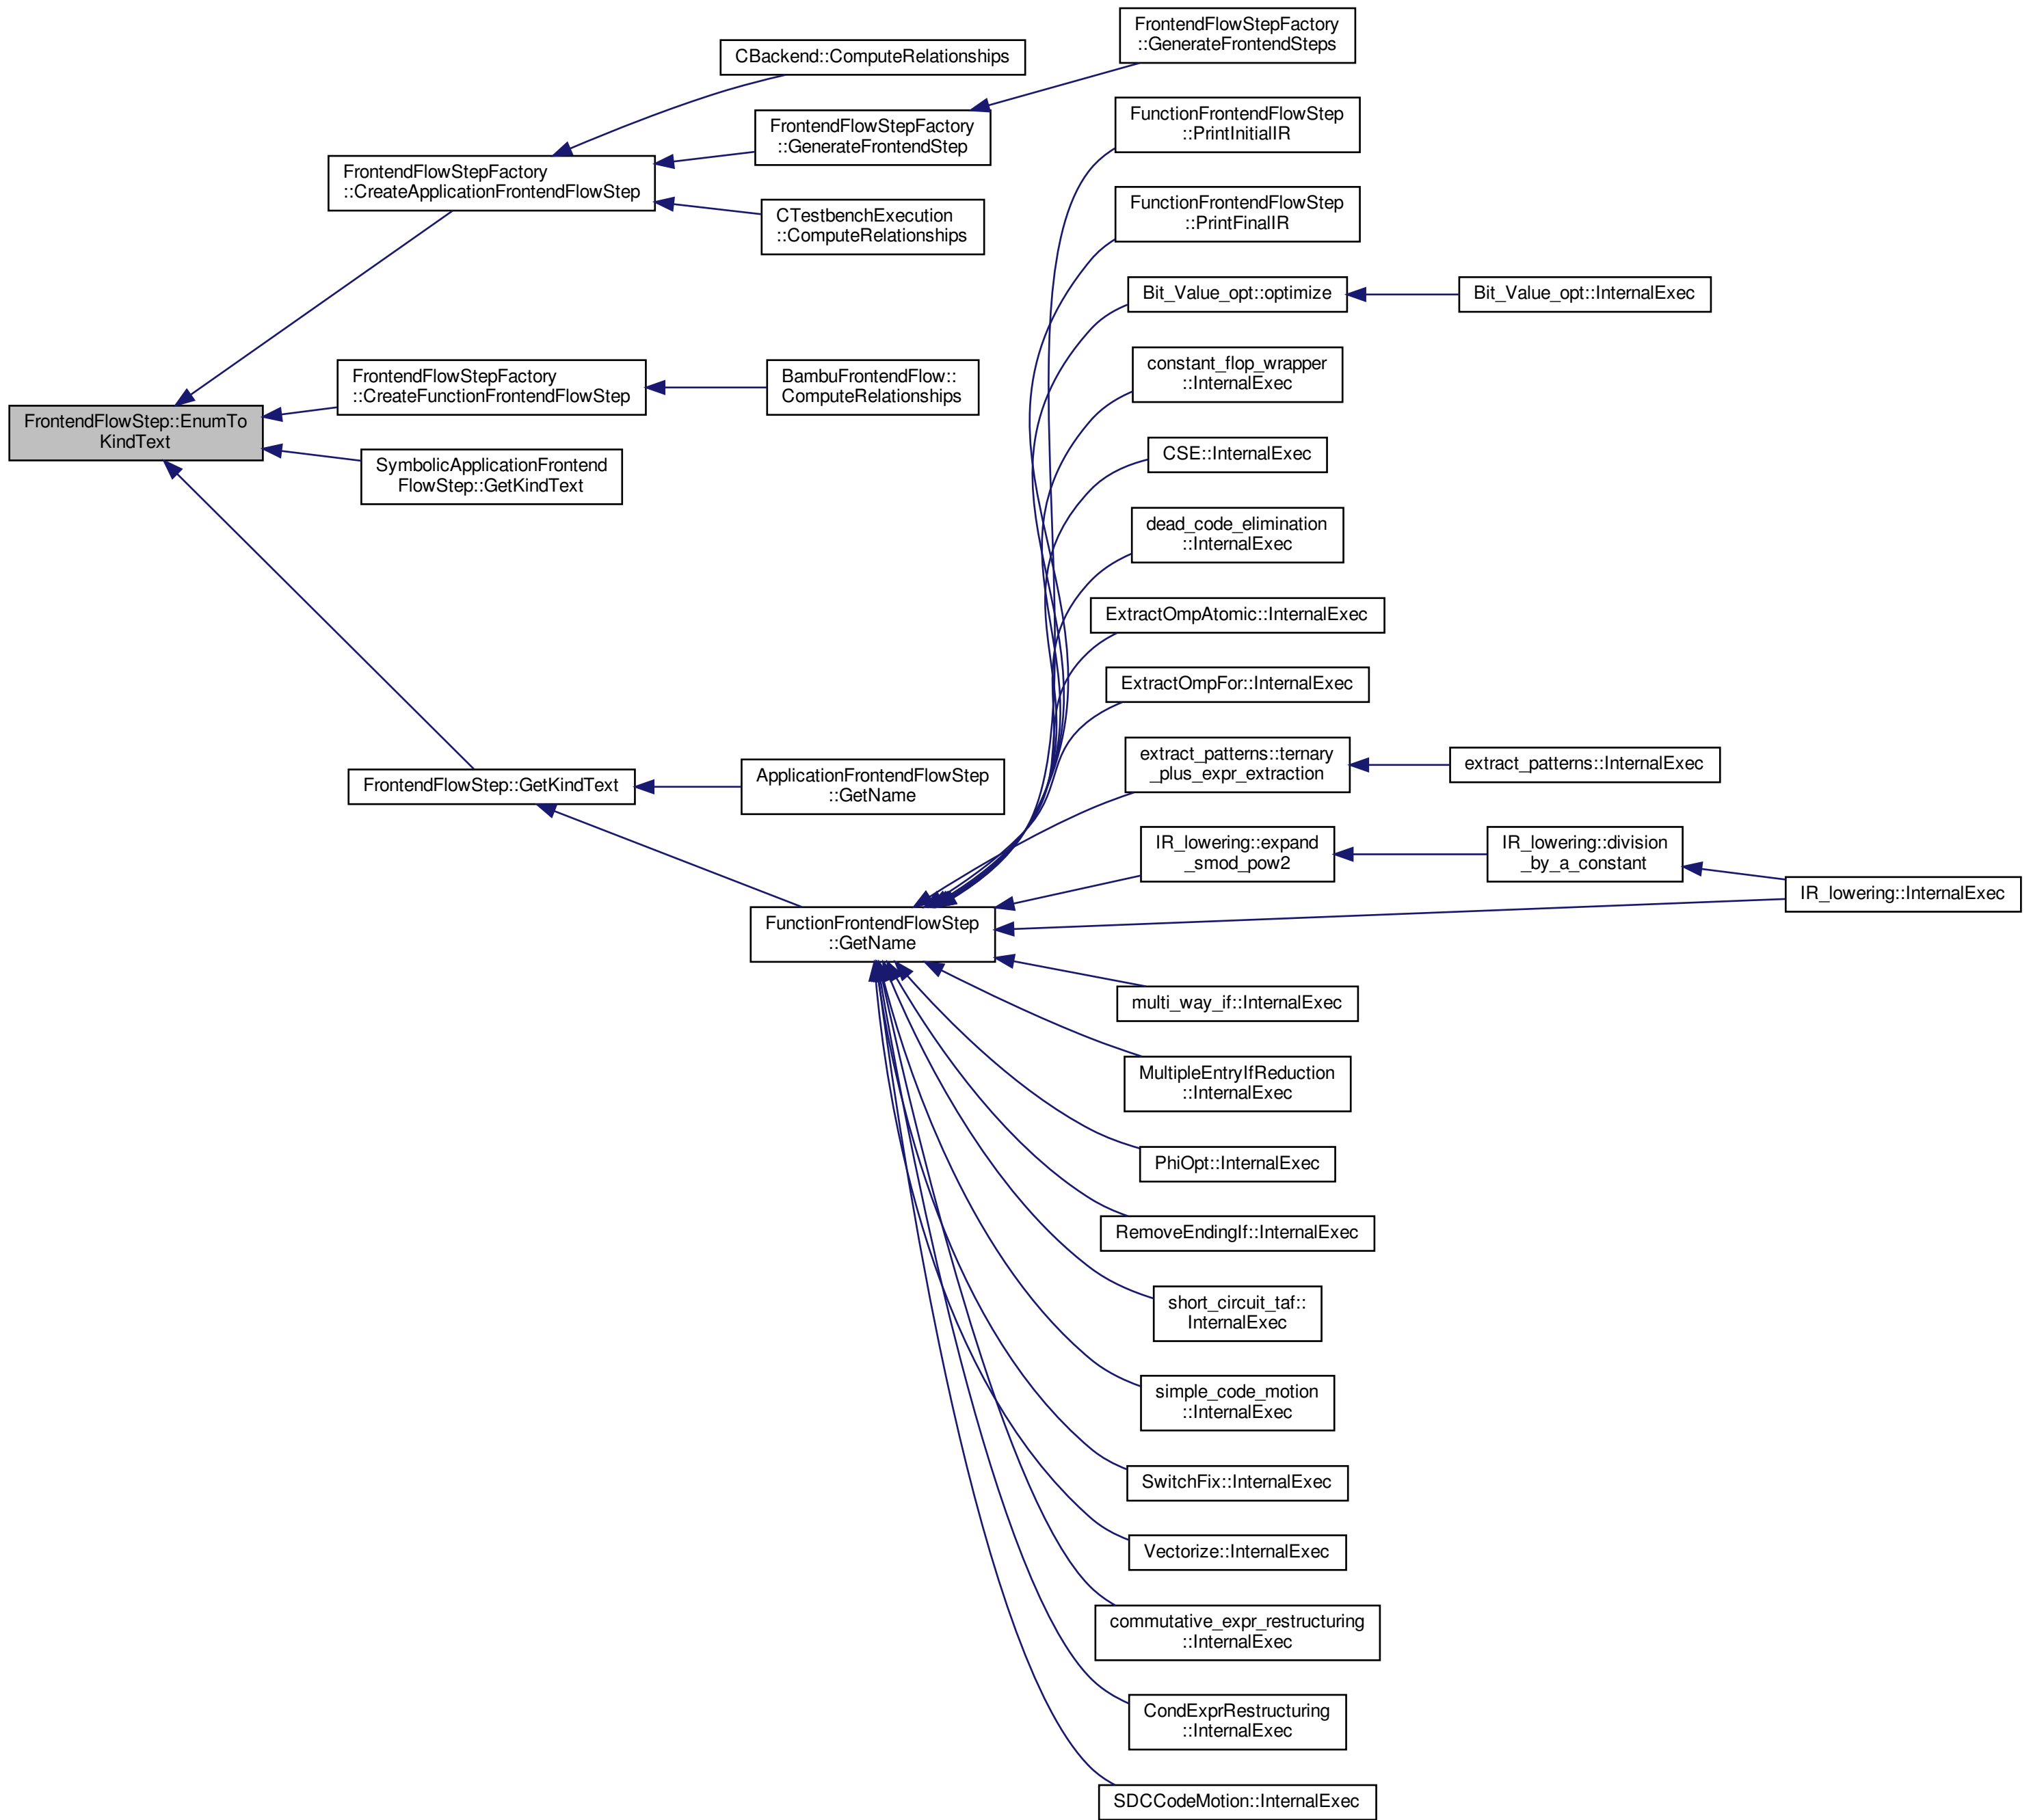 FrontendFlowStep::EnumTo
KindText
FrontendFlowStepFactory
::CreateApplicationFrontendFlowStep
FrontendFlowStepFactory
::CreateFunctionFrontendFlowStep
SymbolicApplicationFrontend
FlowStep::GetKindText
FrontendFlowStep::GetKindText
CBackend::ComputeRelationships
FrontendFlowStepFactory
::GenerateFrontendStep
CTestbenchExecution
::ComputeRelationships
BambuFrontendFlow::
ComputeRelationships
ApplicationFrontendFlowStep
::GetName
FunctionFrontendFlowStep
::GetName
FrontendFlowStepFactory
::GenerateFrontendSteps
FunctionFrontendFlowStep
::PrintInitialIR
FunctionFrontendFlowStep
::PrintFinalIR
Bit_Value_opt::optimize
Bit_Value_opt::InternalExec
constant_flop_wrapper
::InternalExec
CSE::InternalExec
dead_code_elimination
::InternalExec
ExtractOmpAtomic::InternalExec
ExtractOmpFor::InternalExec
extract_patterns::ternary
_plus_expr_extraction
extract_patterns::InternalExec
IR_lowering::expand
_smod_pow2
IR_lowering::division
_by_a_constant
IR_lowering::InternalExec
multi_way_if::InternalExec
MultipleEntryIfReduction
::InternalExec
PhiOpt::InternalExec
RemoveEndingIf::InternalExec
short_circuit_taf::
InternalExec
simple_code_motion
::InternalExec
SwitchFix::InternalExec
Vectorize::InternalExec
commutative_expr_restructuring
::InternalExec
CondExprRestructuring
::InternalExec
SDCCodeMotion::InternalExec